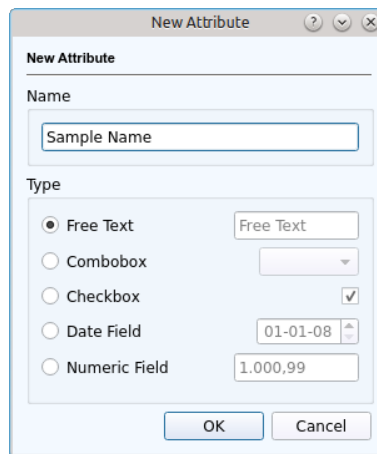 New Attribute
New Attribute
Name
Sample Name
Type
Free Text Free Text
Combobox
Checkbox
Date Field 01-01-08
Numeric Field 1.000,99
OK Cancel